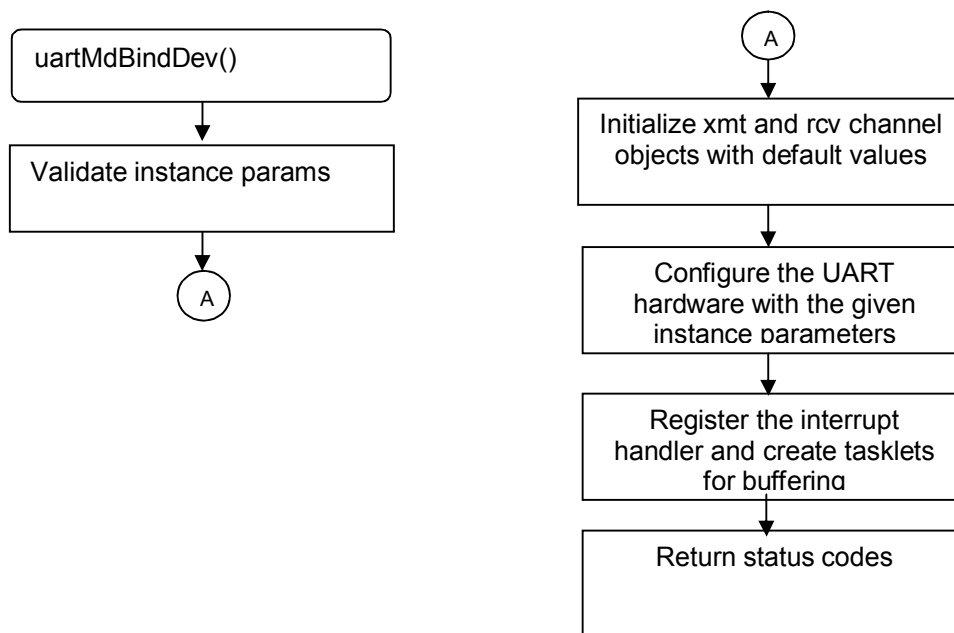 uartMdBindDev()
Validate instance params
A
A
Initialize xmt and rcv channel
objects with default values
Configure the UART
hardware with the given
instance parameters
Register the interrupt
handler and create tasklets
for buffering
Return status codes